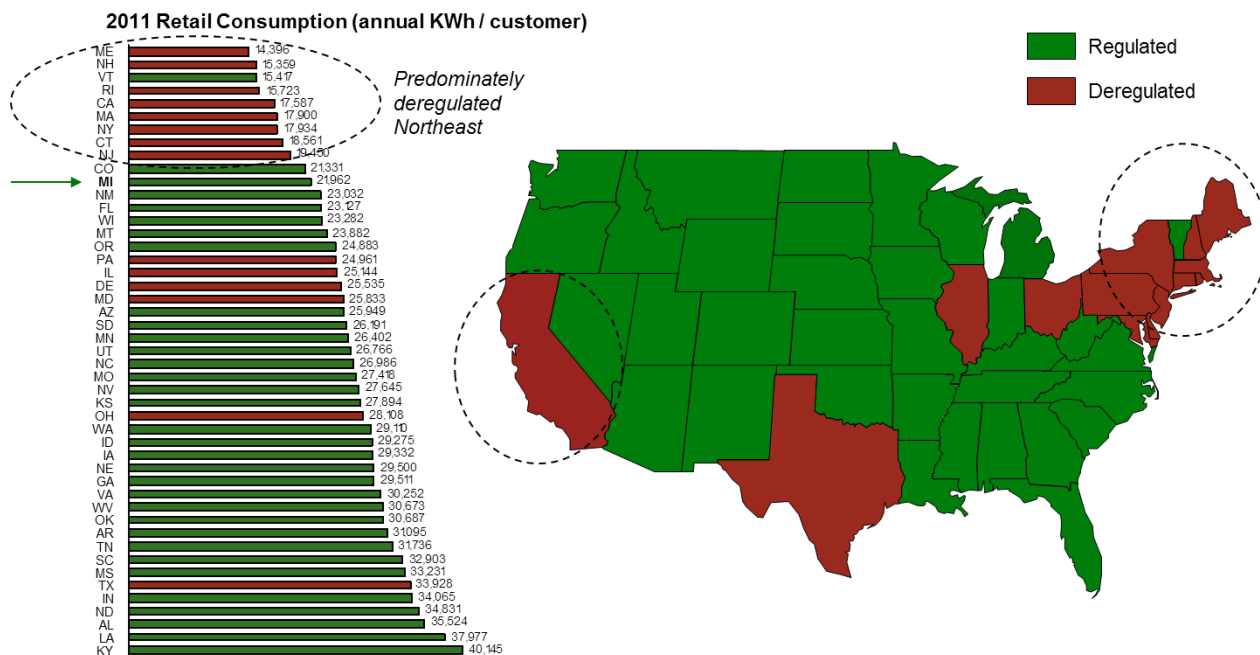 2011 Retail Consumption (annual KWh / customer)
ME 14,396
NH 15,359
VT 15,417
RI 15,723
CA 17,587
MA 17,900
NY 17,934
CT 18,561
NJ 19,450
CO 21,331
MI 21,962
NM 23,032
FL 23,127
WI 23,282
MT 23,882
OR 24,883
PA 24,961
IL 25,144
DE 25,535
MD 25,833
AZ 25,949
SD 26,191
MN 26,402
UT 26,766
NC 26,986
MO 27,418
NV 27,645
KS 27,894
OH 28,108
WA 29,110
ID 29,275
IA 29,332
NE 29,500
GA 29,511
VA 30,252
WV 30,673
OK 30,687
AR 31,095
TN 31,736
SC 32,903
MS 33,231
TX 33,928
IN 34,065
ND 34,831
AL 35,524
LA 37,977
KY 40,145
Predominately
deregulated
Northeast
Regulated
Deregulated